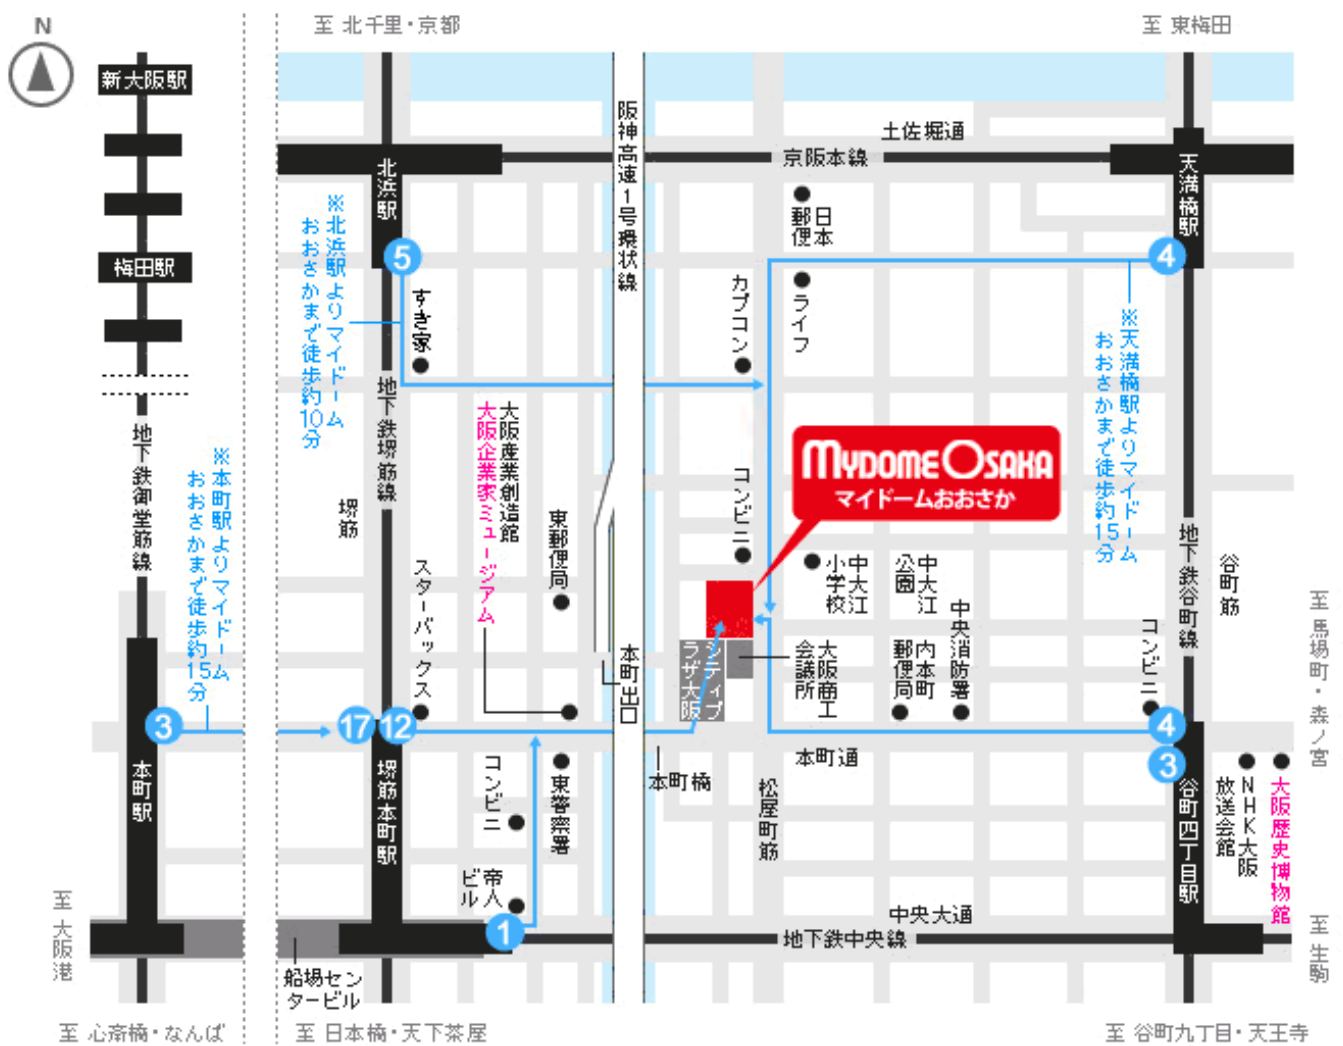 N
至 北千里・京都
至 東梅田
新大阪駅
梅田駅
地下鉄御堂筋線
本町駅
※本町駅よりマイドーム
おおさかまで徒歩約15分
3
北浜駅
5
※北浜駅よりマイドーム
おおさかまで徒歩約10分
すき家
地下鉄堺筋線
堺筋
スターバックス
大阪産業創造館
大阪企業家ミュージアム
東郵便局
17
12
堺筋本町駅
コンビニ
東警察署
帝人
ビル
1
船場セン
タービル
阪神高速1号環状線
本町出口
本町橋
土佐堀通
京阪本線
日本
郵便
ライフ
カプコン
コンビニ
MYDOME OSAKA
マイドームおおさか
中大江
小学校
中大江
公園
中央消防署
内本町
郵便局
大阪商工
会議所
シティプ
ラザ大阪
本町通
松屋町筋
中央大通
地下鉄中央線
天満橋駅
4
※天満橋駅よりマイドーム
おおさかまで徒歩約15分
地下鉄谷町線
谷町筋
コンビニ
4
3
谷町四丁目駅
NHK大阪
放送会館
大阪歴史博物館
至 馬場町・森ノ宮
至 生駒
至 大阪港
至 心斎橋・なんば
至 日本橋・天下茶屋
至 谷町九丁目・天王寺